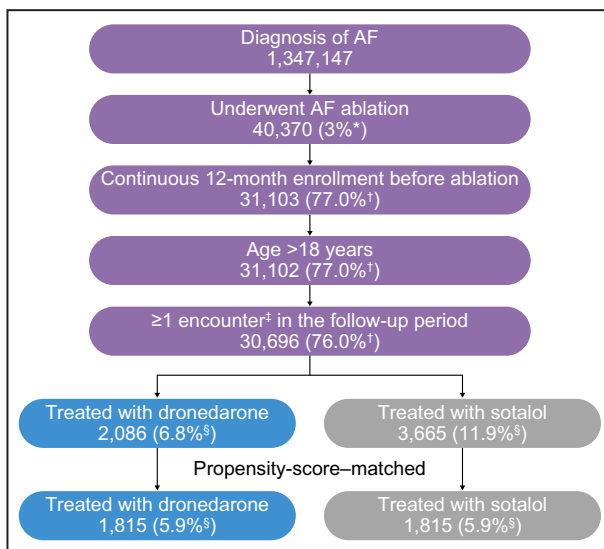 Diagnosis of AF
1,347,147
Underwent AF ablation
40,370 (3%*)
Continuous 12-month enrollment before ablation
31,103 (77.0%†)
Age >18 years
31,102 (77.0%†)
≥1 encounter‡ in the follow-up period
30,696 (76.0%†)
Treated with dronedarone
2,086 (6.8%§)
Treated with sotalol
3,665 (11.9%§)
Propensity-score–matched
Treated with dronedarone
1,815 (5.9%§)
Treated with sotalol
1,815 (5.9%§)